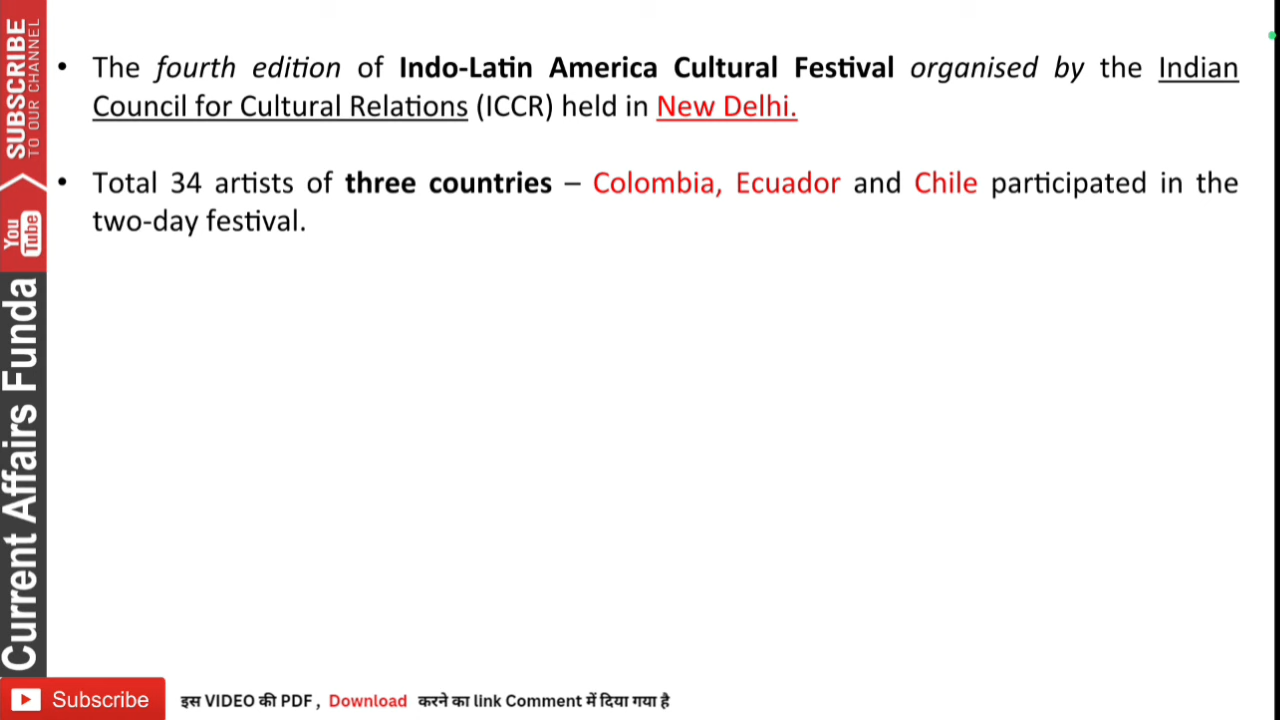 SUBSCRIBE
TO OUR CHANNEL
You
Tube
Current Affairs Funda
• The fourth edition of Indo-Latin America Cultural Festival organised by the Indian
Council for Cultural Relations (ICCR) held in New Delhi.
• Total 34 artists of three countries – Colombia, Ecuador and Chile participated in the
two-day festival.
Subscribe
इस VIDEO की PDF , Download करने का link Comment में दिया गया है